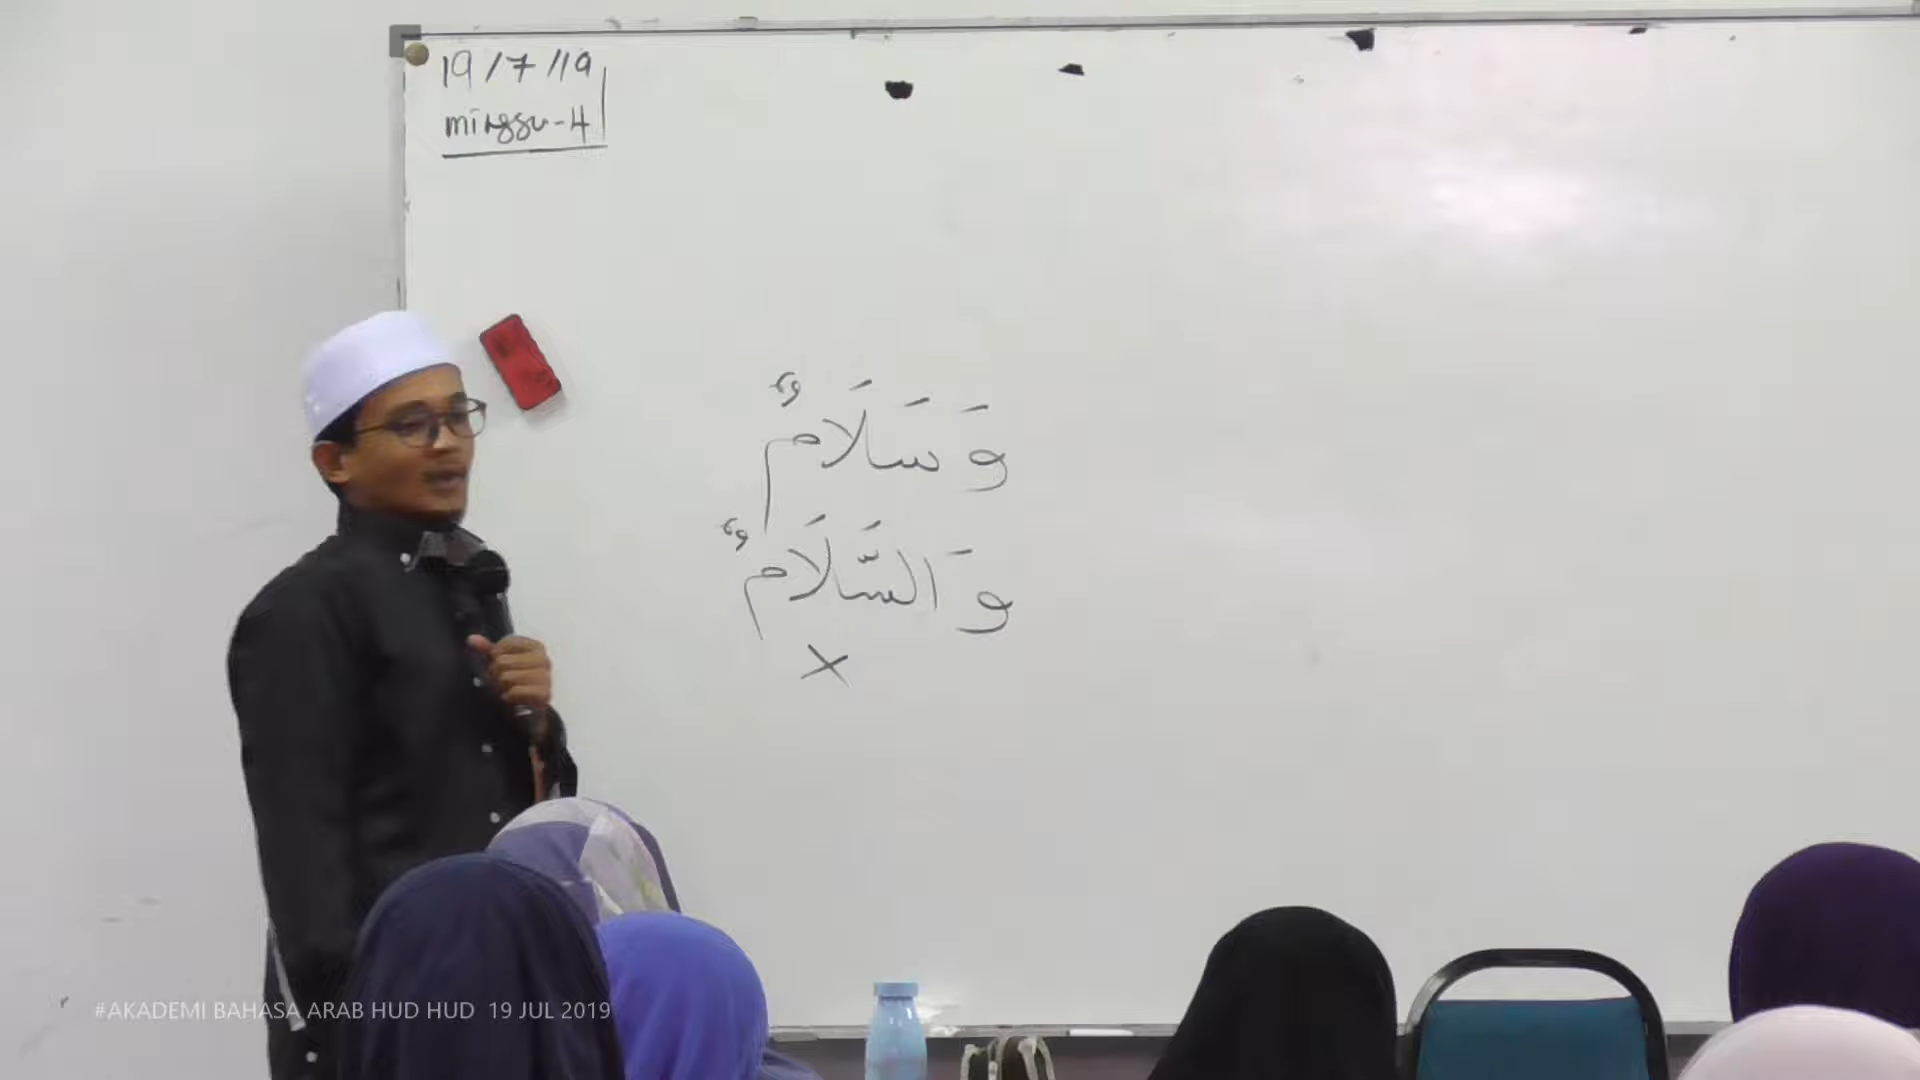 19/7/19
minggu-4
وَ سَلَامٌ
وَ السَّلَامٌ
×
#AKADEMI BAHASA ARAB HUD HUD 19 JUL 2019